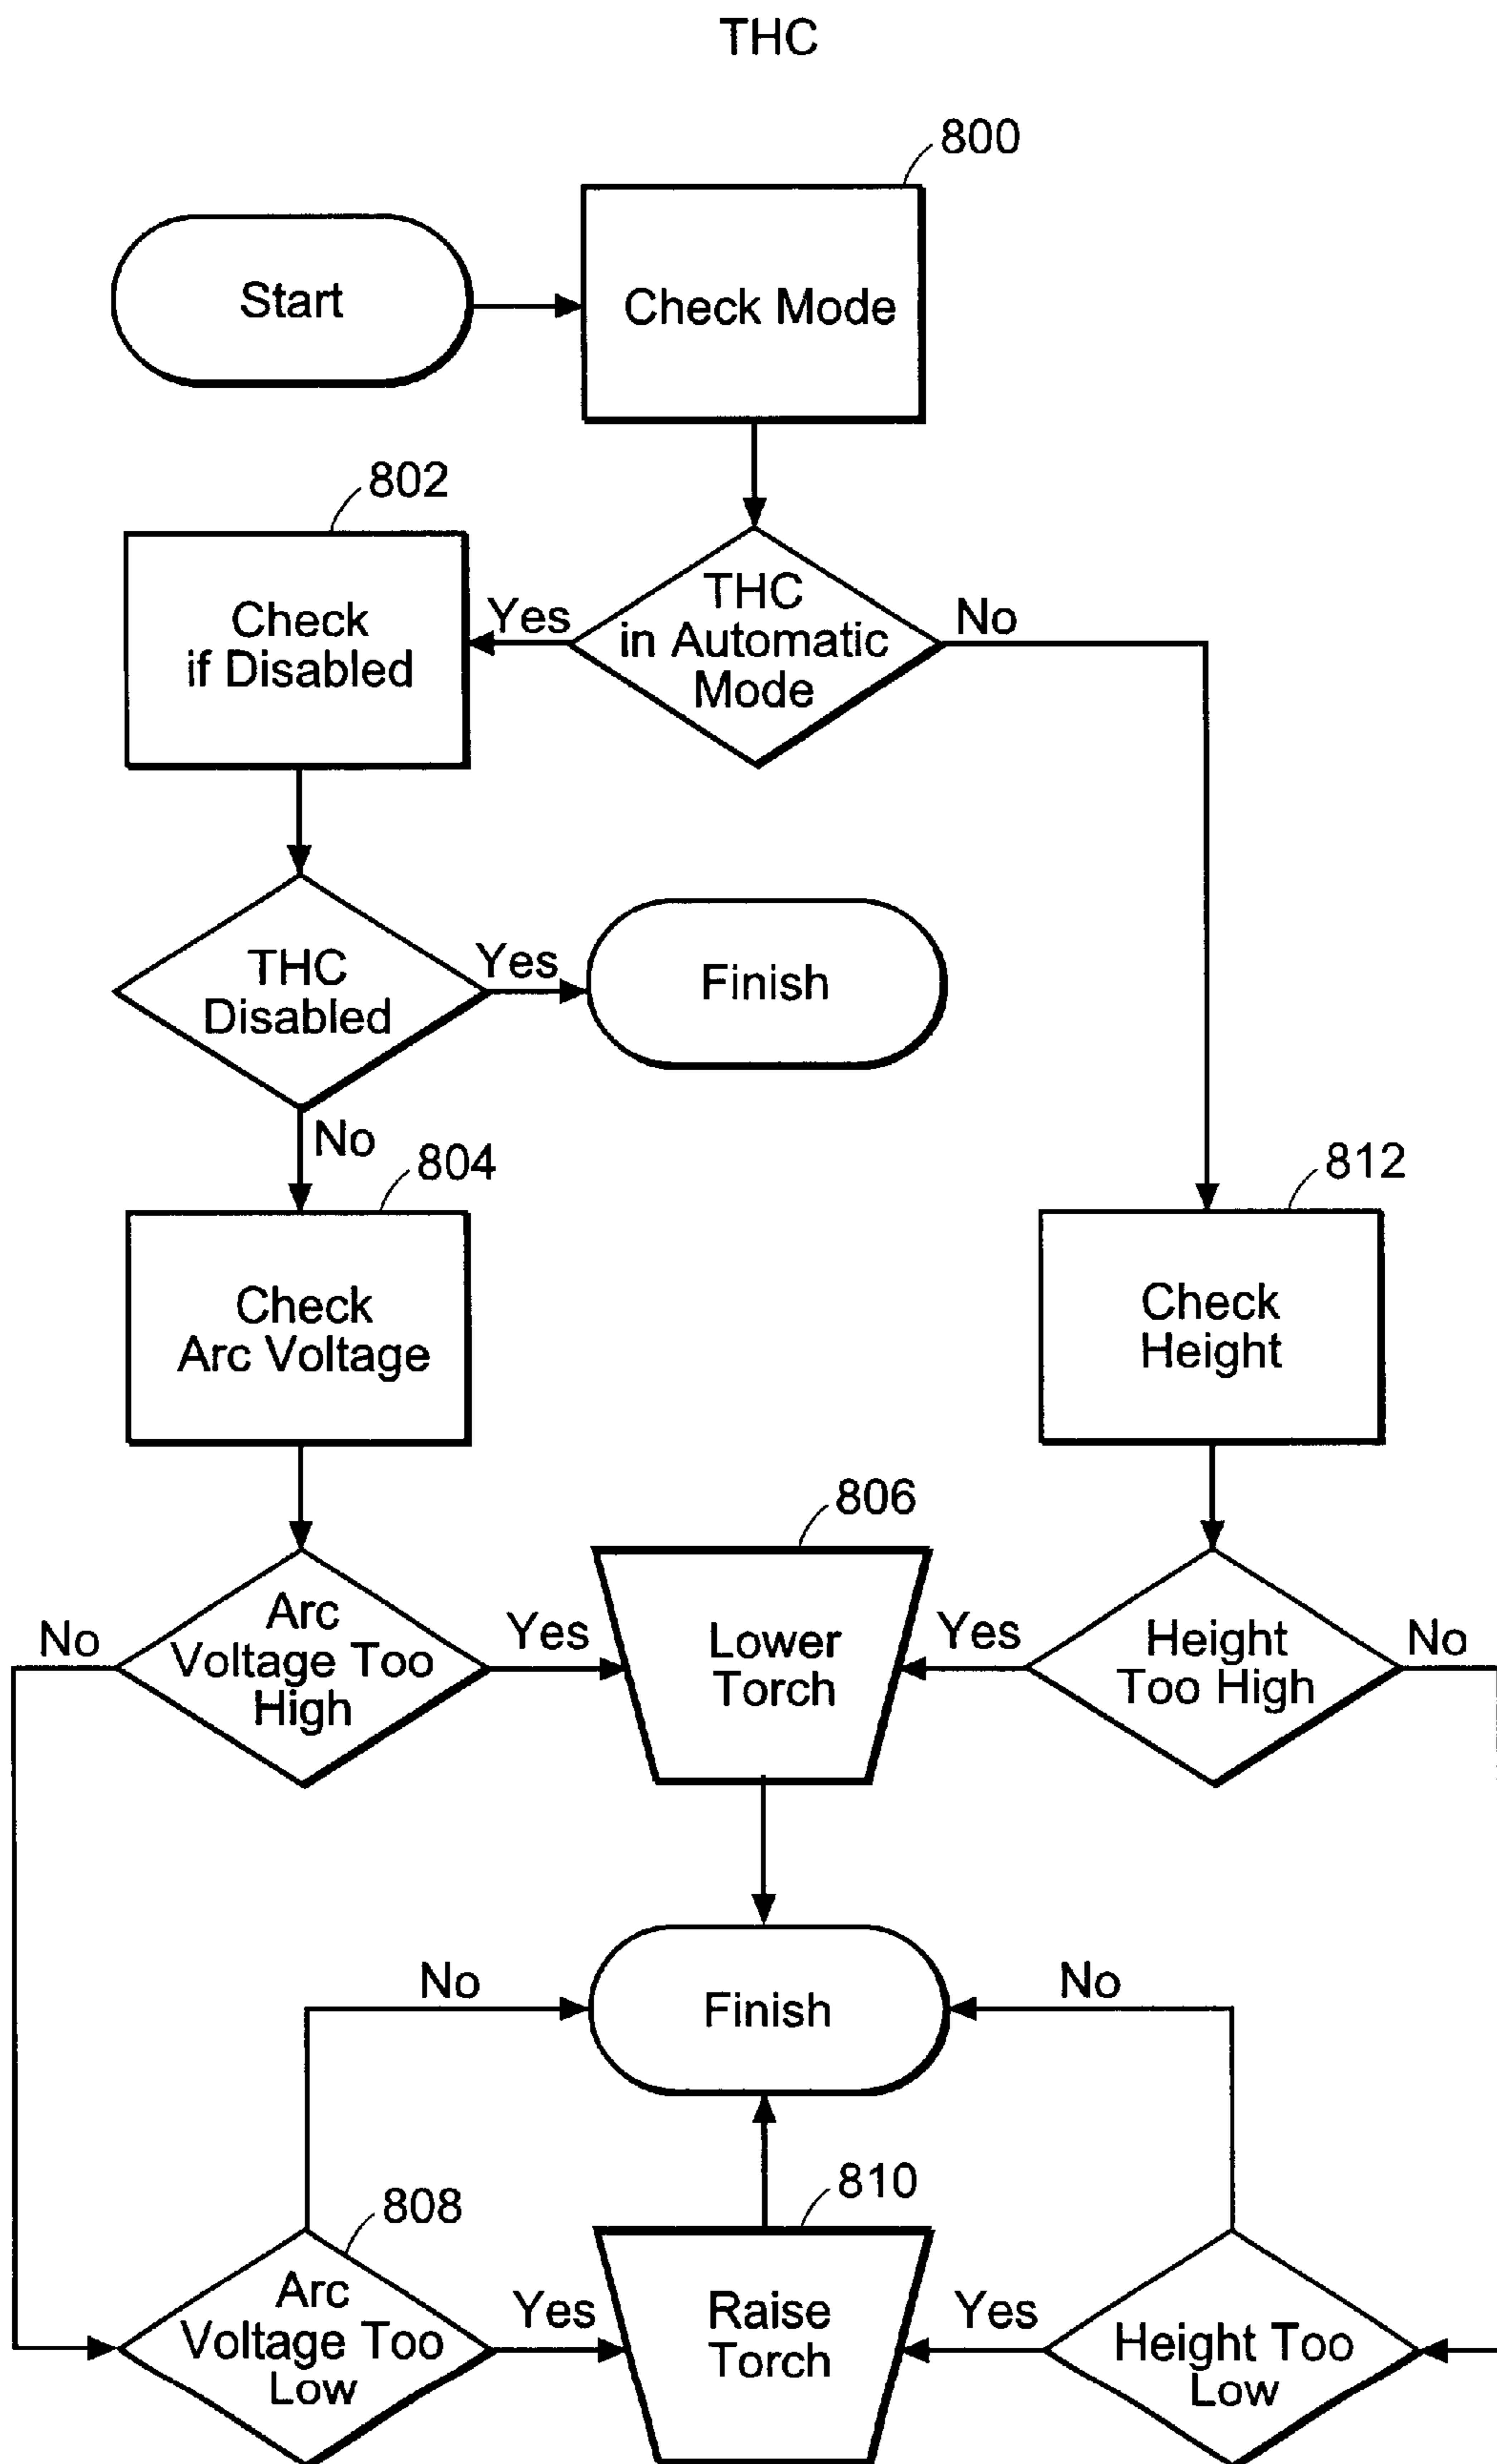 THC
800
Start
Check Mode
802
THC
in Automatic
Mode
Yes
No
Check
if Disabled
THC
Disabled
Yes
Finish
No
804
812
Check
Arc Voltage
Check
Height
806
No
Arc
Voltage Too
High
Yes
Lower
Torch
Yes
Height
Too High
No
No
Finish
No
808
810
Arc
Voltage Too
Low
Yes
Raise
Torch
Yes
Height Too
Low